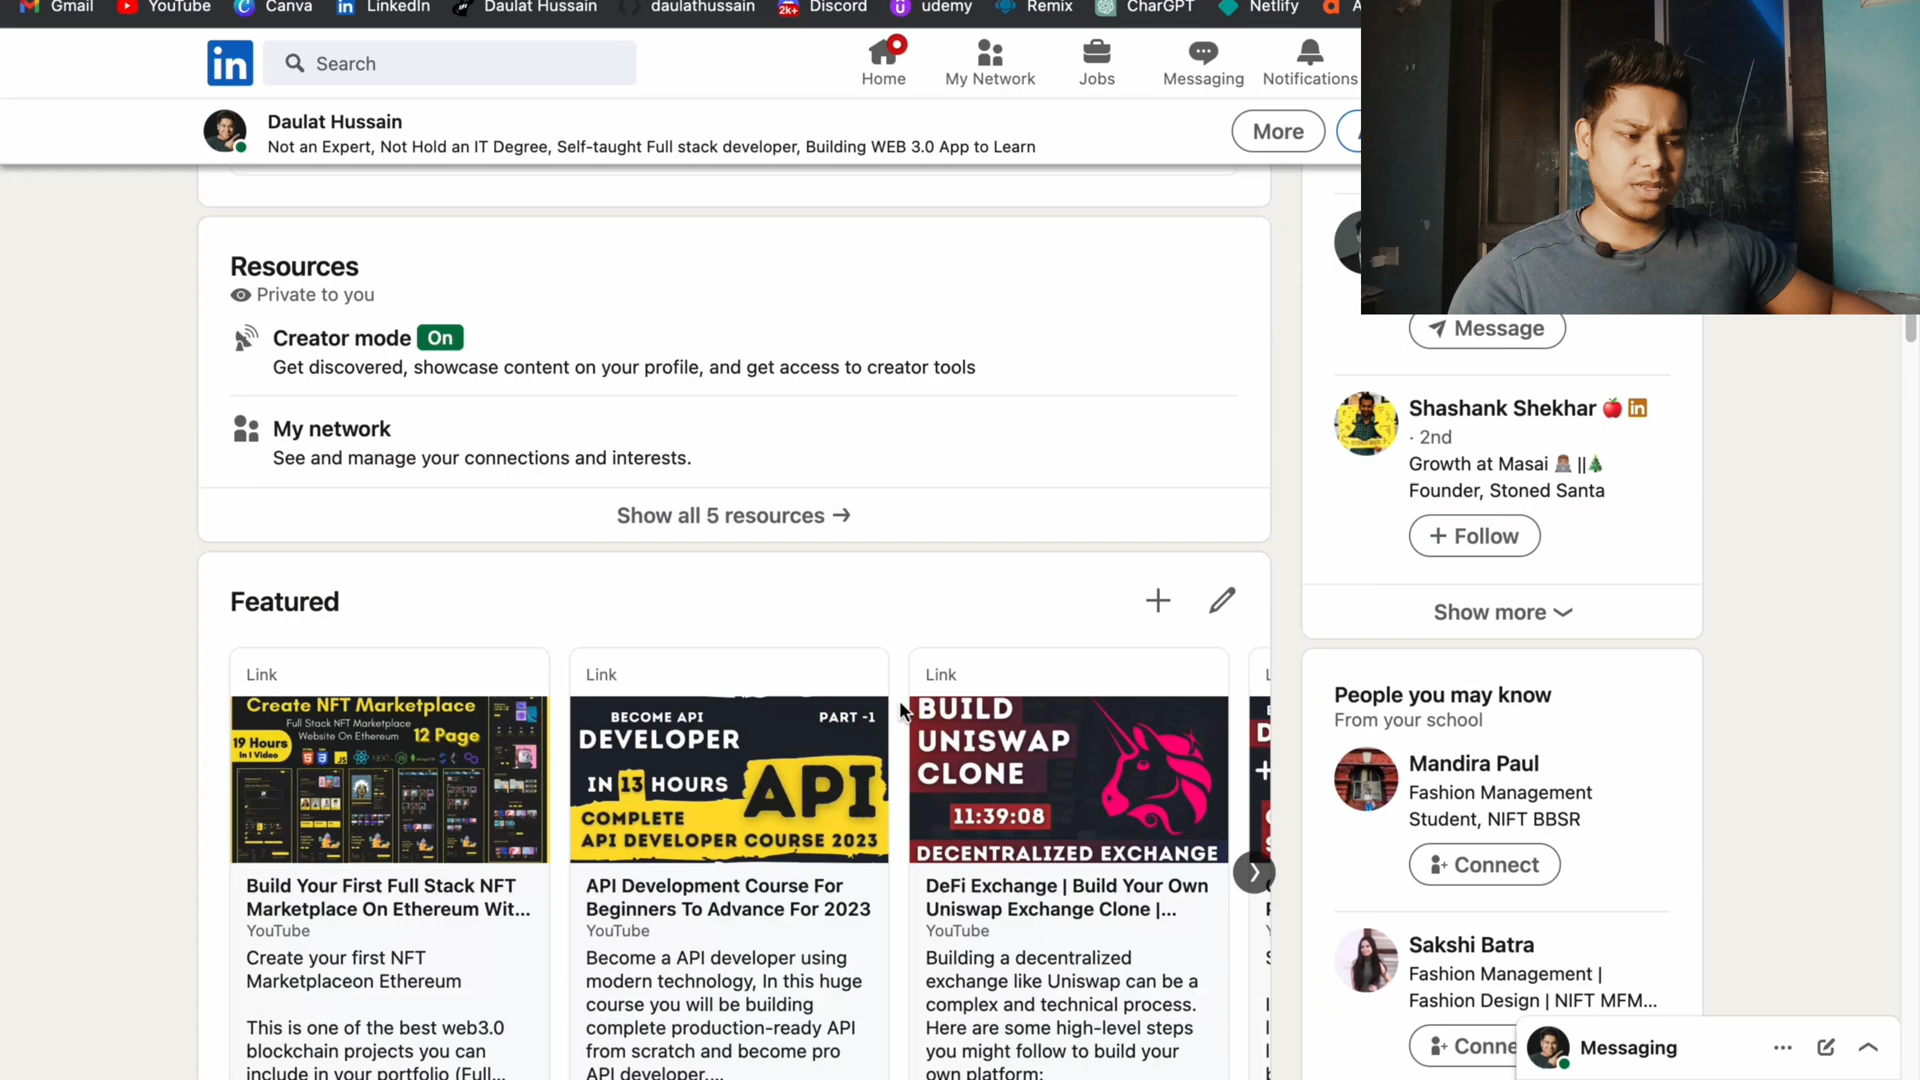 Gmail YouTube Canva LinkedIn Daulat Hussain daulathussain 2k+ Discord udemy Remix CharGPT Netlify
in Search Home My Network Jobs Messaging Notifications
Daulat Hussain
Not an Expert, Not Hold an IT Degree, Self-taught Full stack developer, Building WEB 3.0 App to Learn
More
Resources
Private to you
Creator mode On
Get discovered, showcase content on your profile, and get access to creator tools
My network
See and manage your connections and interests.
Show all 5 resources →
Featured
Link
Create NFT Marketplace
Full Stack NFT Marketplace
Website On Ethereum 12 Page
19 Hours
In 1 Video
Build Your First Full Stack NFT
Marketplace On Ethereum Wit...
YouTube
Create your first NFT
Marketplaceon Ethereum
This is one of the best web3.0
blockchain projects you can
include in your portfolio (Full...
Link
BECOME API PART -1
DEVELOPER
IN 13 HOURS API
COMPLETE
API DEVELOPER COURSE 2023
API Development Course For
Beginners To Advance For 2023
YouTube
Become a API developer using
modern technology, In this huge
course you will be building
complete production-ready API
from scratch and become pro
API developer....
Link
BUILD
UNISWAP
CLONE
11:39:08
DECENTRALIZED EXCHANGE
DeFi Exchange | Build Your Own
Uniswap Exchange Clone |...
YouTube
Building a decentralized
exchange like Uniswap can be a
complex and technical process.
Here are some high-level steps
you might follow to build your
own platform:
Message
Shashank Shekhar 🍎 in
· 2nd
Growth at Masai ||🎄
Founder, Stoned Santa
+ Follow
Show more
People you may know
From your school
Mandira Paul
Fashion Management
Student, NIFT BBSR
Connect
Sakshi Batra
Fashion Management |
Fashion Design | NIFT MFM...
Conne
Messaging